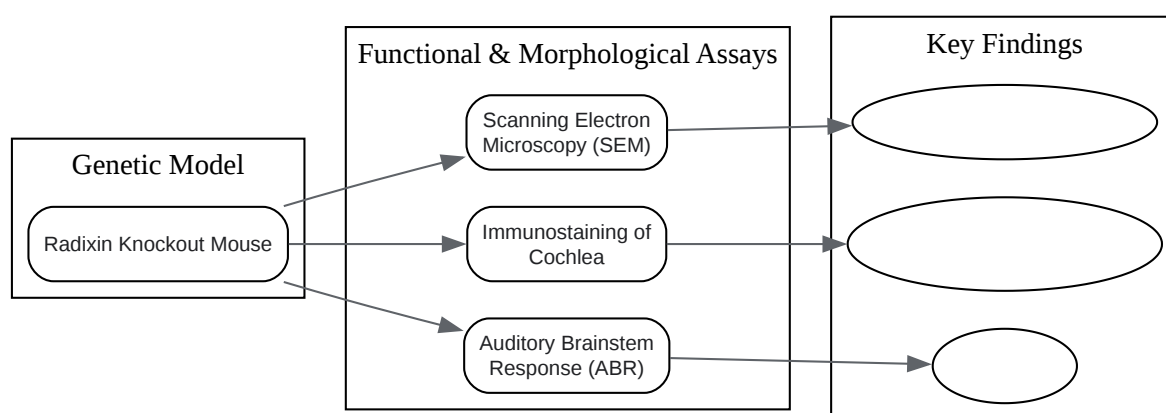 Genetic Model
Radixin Knockout Mouse
Functional & Morphological Assays
Scanning Electron
Microscopy (SEM)
Immunostaining of
Cochlea
Auditory Brainstem
Response (ABR)
Key Findings